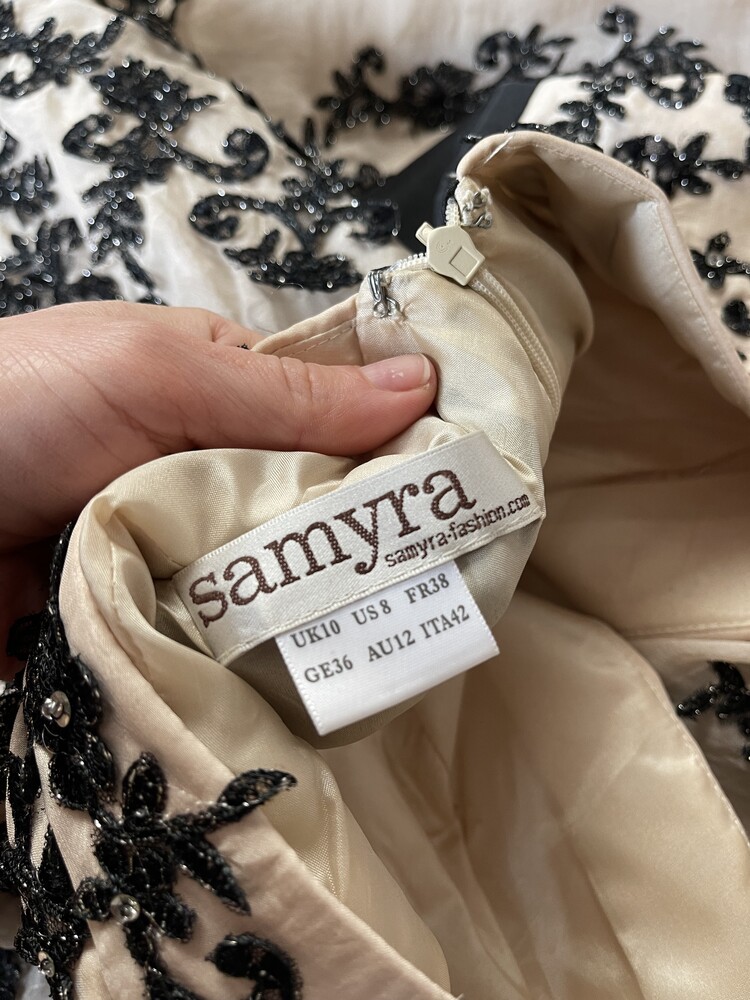 samyra
samyra-fashion.com
UK10 US8 FR38
GE36 AU12 ITA42